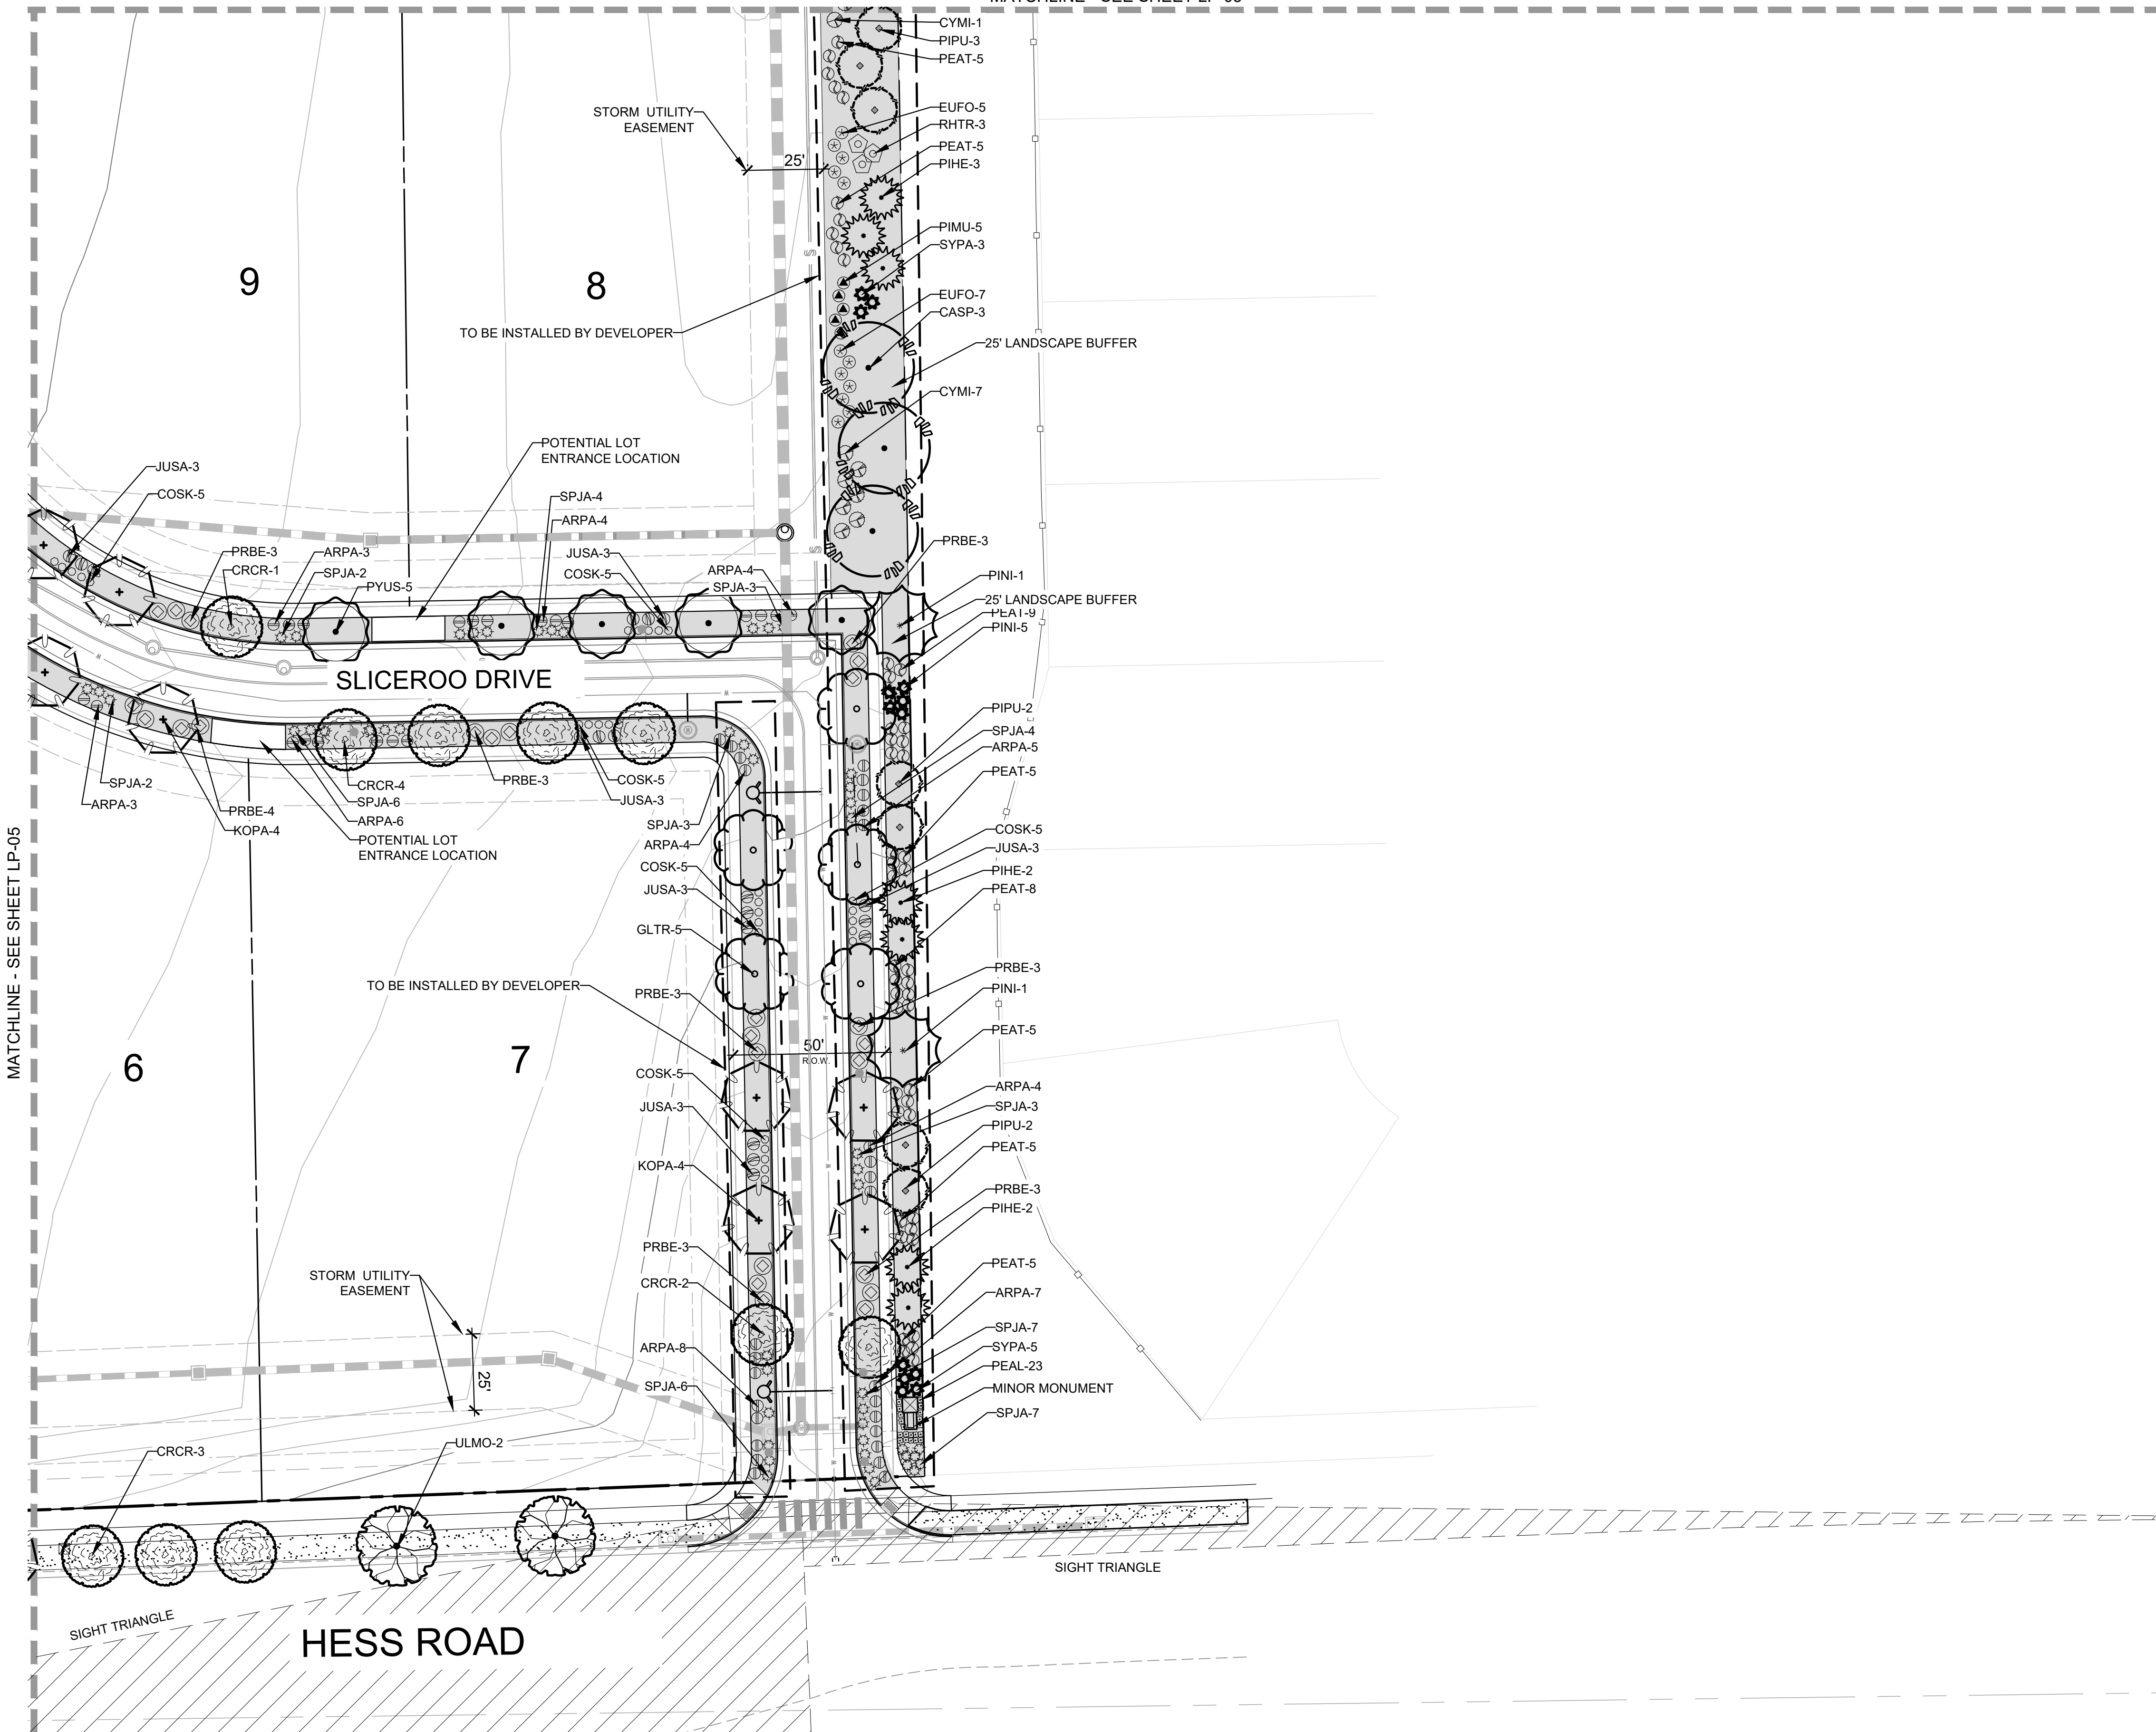 CYMI-1
PIPU-3
PEAT-5
EUFO-5
RHTR-3
PEAT-5
PIHE-3
STORM UTILITY
EASEMENT
25'
PIMU-5
SYPA-3
EUFO-7
CASP-3
25' LANDSCAPE BUFFER
CYMI-7
9
8
S
TO BE INSTALLED BY DEVELOPER
POTENTIAL LOT
ENTRANCE LOCATION
JUSA-3
COSK-5
SPJA-4
ARPA-4
S
PRBE-3
CRCR-1
ARPA-3
SPJA-2
PYUS-5
JUSA-3
COSK-5
ARPA-4
SPJA-3
PRBE-3
PINI-1
25' LANDSCAPE BUFFER
PEAT-9
PINI-5
SLICEROO DRIVE
PIPU-2
SPJA-4
ARPA-5
PEAT-5
SPJA-2
ARPA-3
PRBE-4
KOPA-4
CRCR-4
SPJA-6
ARPA-6
POTENTIAL LOT
ENTRANCE LOCATION
PRBE-3
COSK-5
JUSA-3
SPJA-3
ARPA-4
COSK-5
JUSA-3
GLTR-5
COSK-5
JUSA-3
PIHE-2
PEAT-8
MATCHLINE - SEE SHEET LP-05
TO BE INSTALLED BY DEVELOPER
PRBE-3
PRBE-3
PINI-1
PEAT-5
6
7
50'
R.O.W.
COSK-5
JUSA-3
KOPA-4
ARPA-4
SPJA-3
PIPU-2
PEAT-5
PRBE-3
PIHE-2
PRBE-3
CRCR-2
STORM UTILITY
EASEMENT
25'
PEAT-5
ARPA-7
SPJA-7
SYPA-5
PEAL-23
MINOR MONUMENT
SPJA-7
ARPA-8
SPJA-6
CRCR-3
ULMO-2
SIGHT TRIANGLE
SIGHT TRIANGLE
HESS ROAD